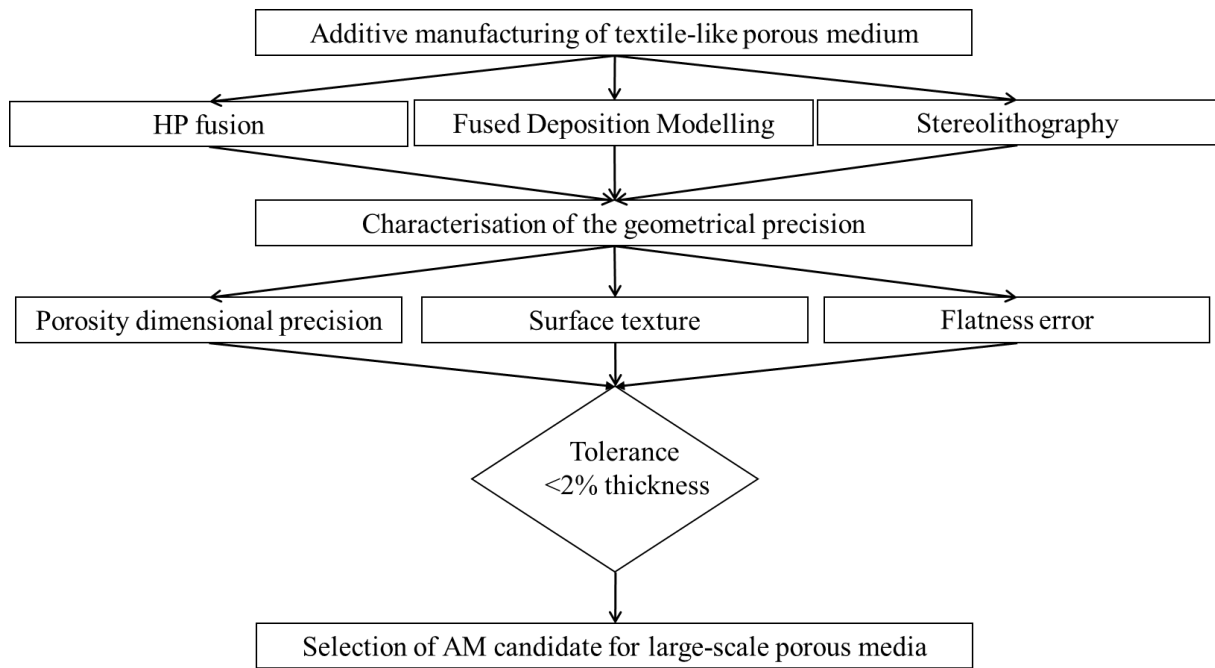 Additive manufacturing of textile-like porous medium
HP fusion
Fused Deposition Modelling
Stereolithography
Characterisation of the geometrical precision
Porosity dimensional precision
Surface texture
Flatness error
Tolerance
<2% thickness
Selection of AM candidate for large-scale porous media